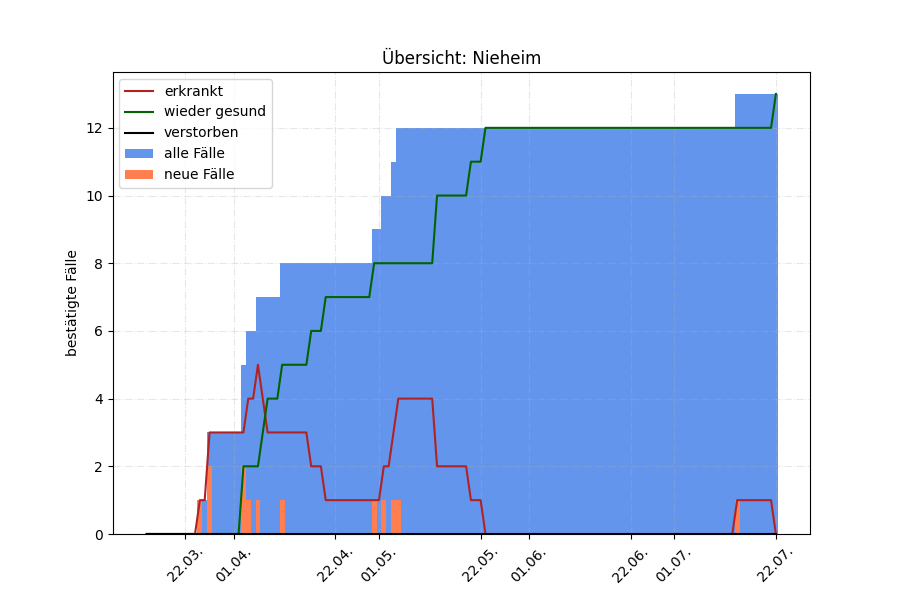 Übersicht: Nieheim
erkrankt
wieder gesund
verstorben
alle Fälle
neue Fälle
bestätigte Fälle
12
10
8
6
4
2
0
22.03.
01.04.
22.04.
01.05.
22.05.
01.06.
22.06.
01.07.
22.07.